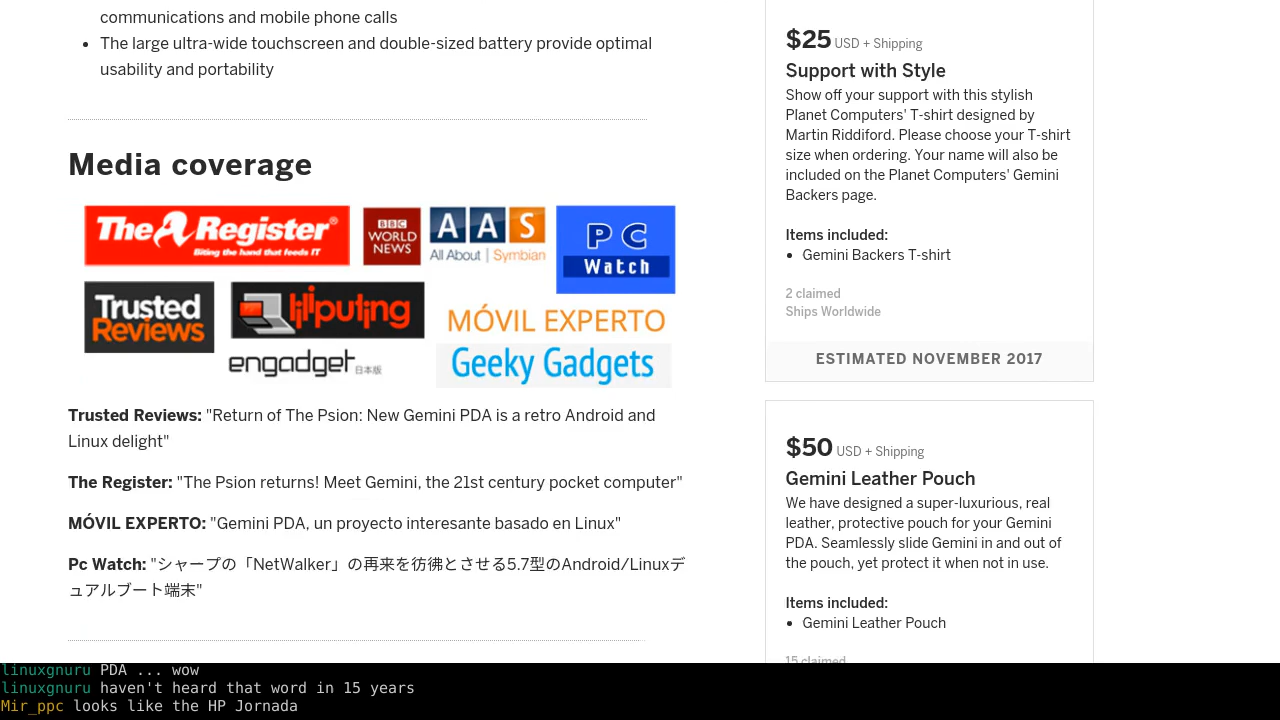 communications and mobile phone calls
• The large ultra-wide touchscreen and double-sized battery provide optimal
usability and portability
Media coverage
The Register®
Biting the hand that feeds IT
BBC
WORLD
NEWS
AAS
All About | Symbian
PC
Watch
Trusted
Reviews
liliputing
MÓVIL EXPERTO
engadget 日本版
Geeky Gadgets
Trusted Reviews: "Return of The Psion: New Gemini PDA is a retro Android and
Linux delight"
The Register: "The Psion returns! Meet Gemini, the 21st century pocket computer"
MÓVIL EXPERTO: "Gemini PDA, un proyecto interesante basado en Linux"
Pc Watch: "シャープの「NetWalker」の再来を彷彿とさせる5.7型のAndroid/Linuxデ
ュアルブート端末"
$25 USD + Shipping
Support with Style
Show off your support with this stylish
Planet Computers' T-shirt designed by
Martin Riddiford. Please choose your T-shirt
size when ordering. Your name will also be
included on the Planet Computers' Gemini
Backers page.
Items included:
• Gemini Backers T-shirt
2 claimed
Ships Worldwide
ESTIMATED NOVEMBER 2017
$50 USD + Shipping
Gemini Leather Pouch
We have designed a super-luxurious, real
leather, protective pouch for your Gemini
PDA. Seamlessly slide Gemini in and out of
the pouch, yet protect it when not in use.
Items included:
• Gemini Leather Pouch
15 claimed
linuxgnuru PDA ... wow
linuxgnuru haven't heard that word in 15 years
Mir_ppc looks like the HP Jornada